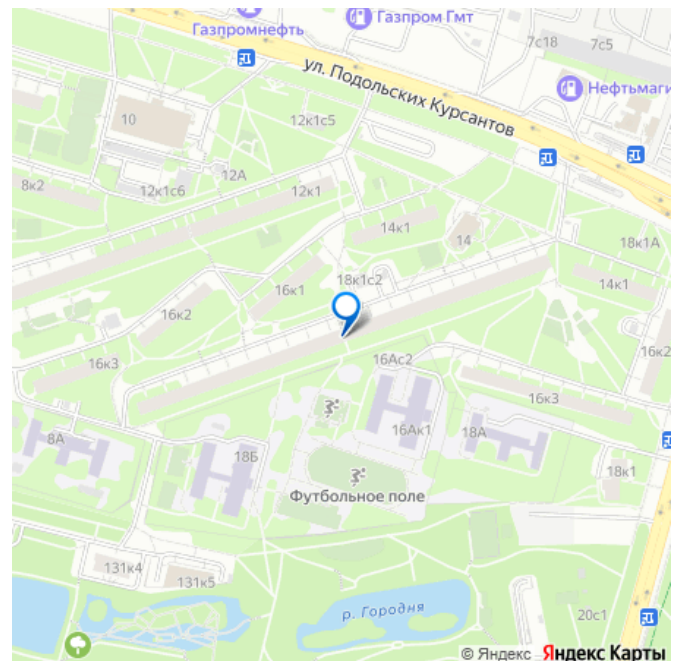 Газпромнефть
Газпром Гмт
7с18
7с5
ул. Подольских Курсантов
Нефтьмаги
10
12к1с5
12А
8к2
12к1с6
12к1
14к1
14
18к1А
18к1с2
16к1
14к1
16к2
16к3
16Ас2
16к2
16к3
8А
18Б
16Ак1
18А
18к1
Футбольное поле
131к4
131к5
р. Городня
20с1
© Яндекс Яндекс Карты